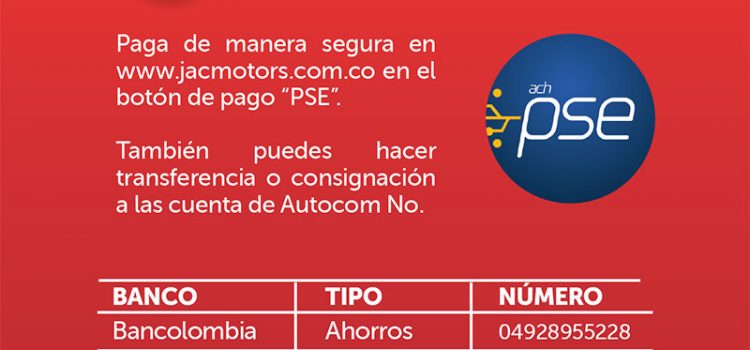 Paga de manera segura en
www.jacmotors.com.co en el
botón de pago “PSE”.
ach
pse
También puedes hacer
transferencia o consignación
a las cuenta de Autocom No.
BANCO TIPO NÚMERO
Bancolombia Ahorros 04928955228